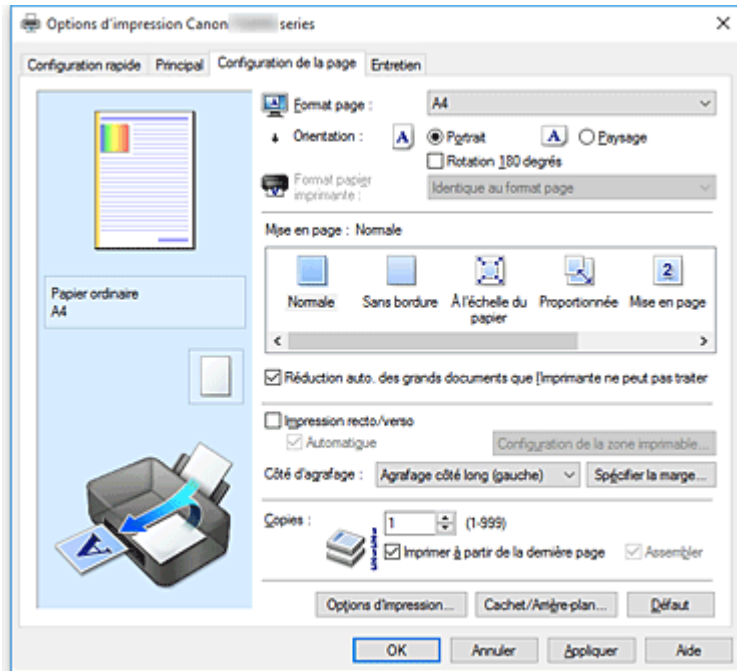 Options d'impression Canon series
Configuration rapide Principal Configuration de la page Entretien
Format page : A4
Orientation : A Portrait A Paysage
Rotation 180 degrés
Format papier imprimante : Identique au format page
Mise en page : Normale
Normale Sans bordure À l'échelle du papier Proportionnée 2 Mise en page
Papier ordinaire
A4
Réduction auto. des grands documents que l'imprimante ne peut pas traiter
Impression recto/verso
Automatique Configuration de la zone imprimable...
Côté d'agrafage : Agrafage côté long (gauche) Spécifier la marge...
Copies : 1 (1-999)
Imprimer à partir de la dernière page Assembler
A
Options d'impression... Cachet/Arrière-plan... Défaut
OK Annuler Appliquer Aide